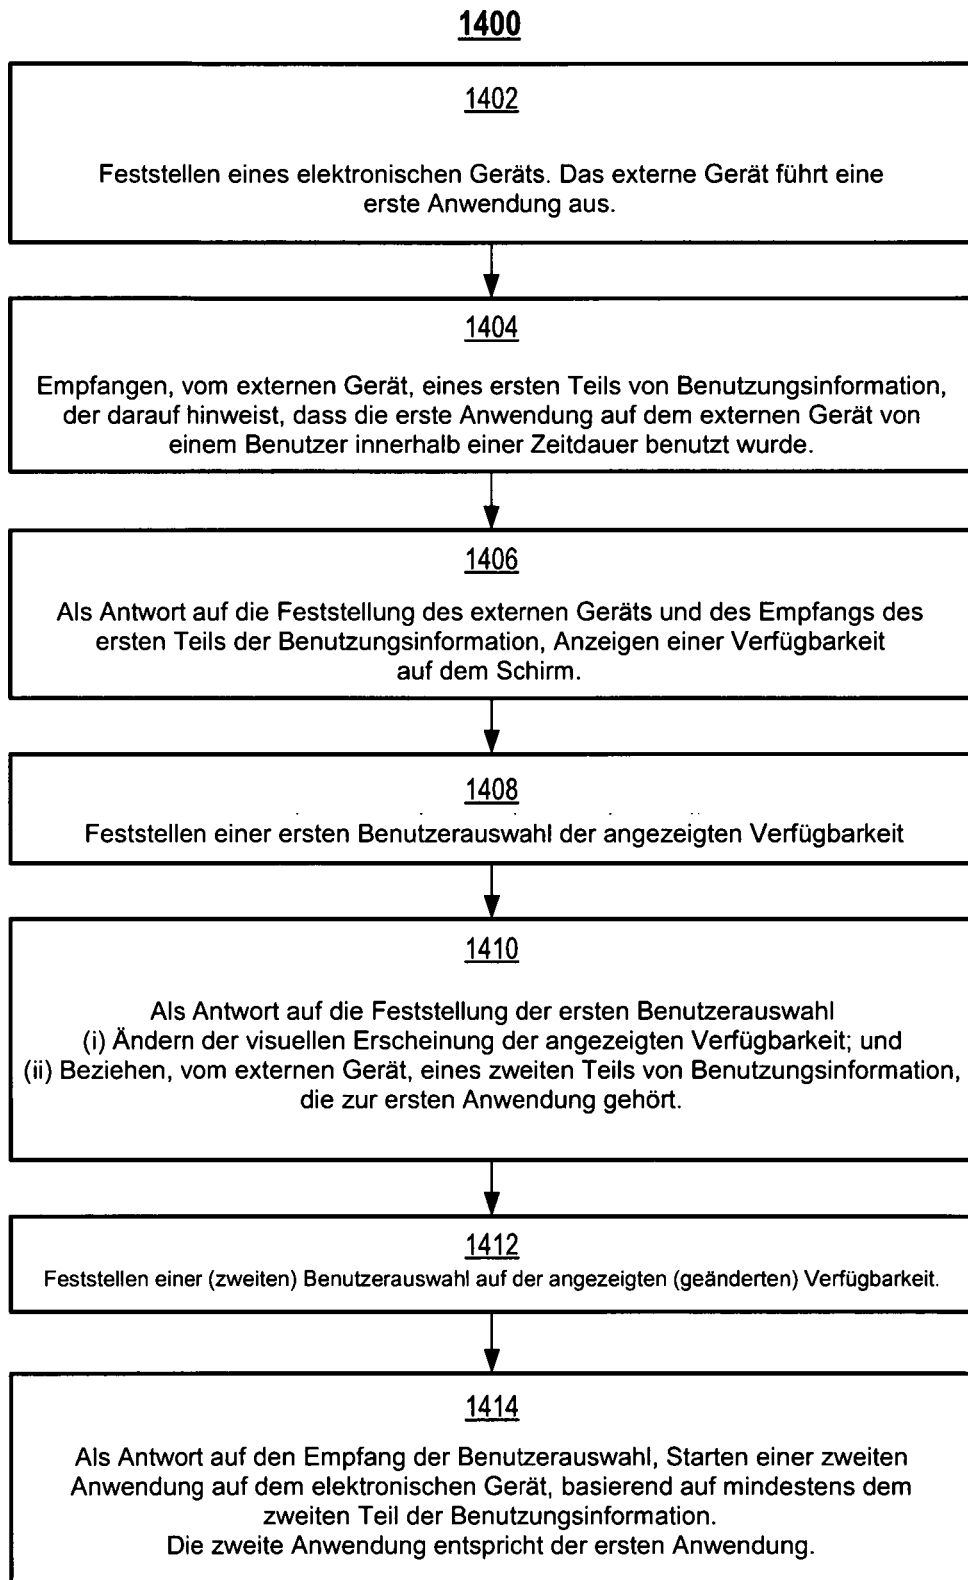 1400
1402
Feststellen eines elektronischen Geräts. Das externe Gerät führt eine
erste Anwendung aus.
1404
Empfangen, vom externen Gerät, eines ersten Teils von Benutzungsinformation,
der darauf hinweist, dass die erste Anwendung auf dem externen Gerät von
einem Benutzer innerhalb einer Zeitdauer benutzt wurde.
1406
Als Antwort auf die Feststellung des externen Geräts und des Empfangs des
ersten Teils der Benutzungsinformation, Anzeigen einer Verfügbarkeit
auf dem Schirm.
1408
Feststellen einer ersten Benutzerauswahl der angezeigten Verfügbarkeit
1410
Als Antwort auf die Feststellung der ersten Benutzerauswahl
(i) Ändern der visuellen Erscheinung der angezeigten Verfügbarkeit; und
(ii) Beziehen, vom externen Gerät, eines zweiten Teils von Benutzungsinformation,
die zur ersten Anwendung gehört.
1412
Feststellen einer (zweiten) Benutzerauswahl auf der angezeigten (geänderten) Verfügbarkeit.
1414
Als Antwort auf den Empfang der Benutzerauswahl, Starten einer zweiten
Anwendung auf dem elektronischen Gerät, basierend auf mindestens dem
zweiten Teil der Benutzungsinformation.
Die zweite Anwendung entspricht der ersten Anwendung.